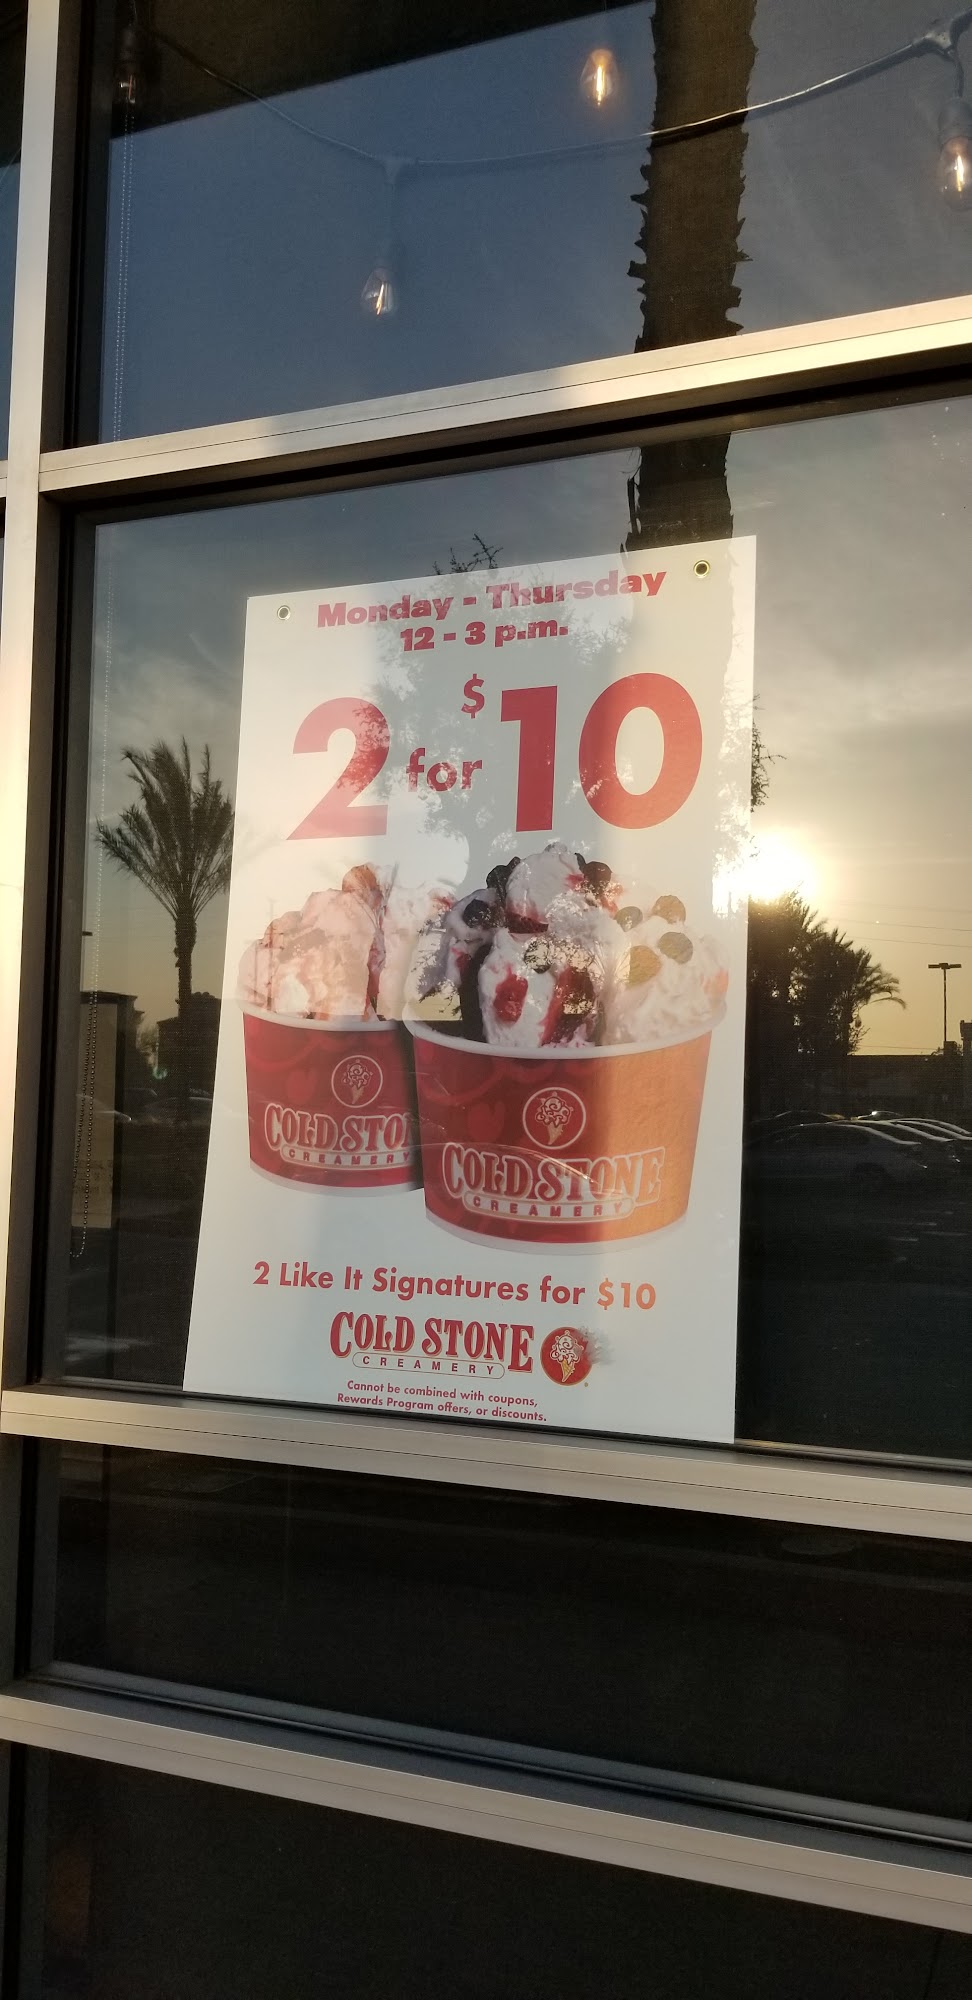 Monday - Thursday
12 - 3 p.m.
2 for $10
COLD STO
CREAMERY
COLD STONE
CREAMERY
2 Like It Signatures for $10
COLD STONE
CREAMERY
Cannot be combined with coupons,
Rewards Program offers, or discounts.